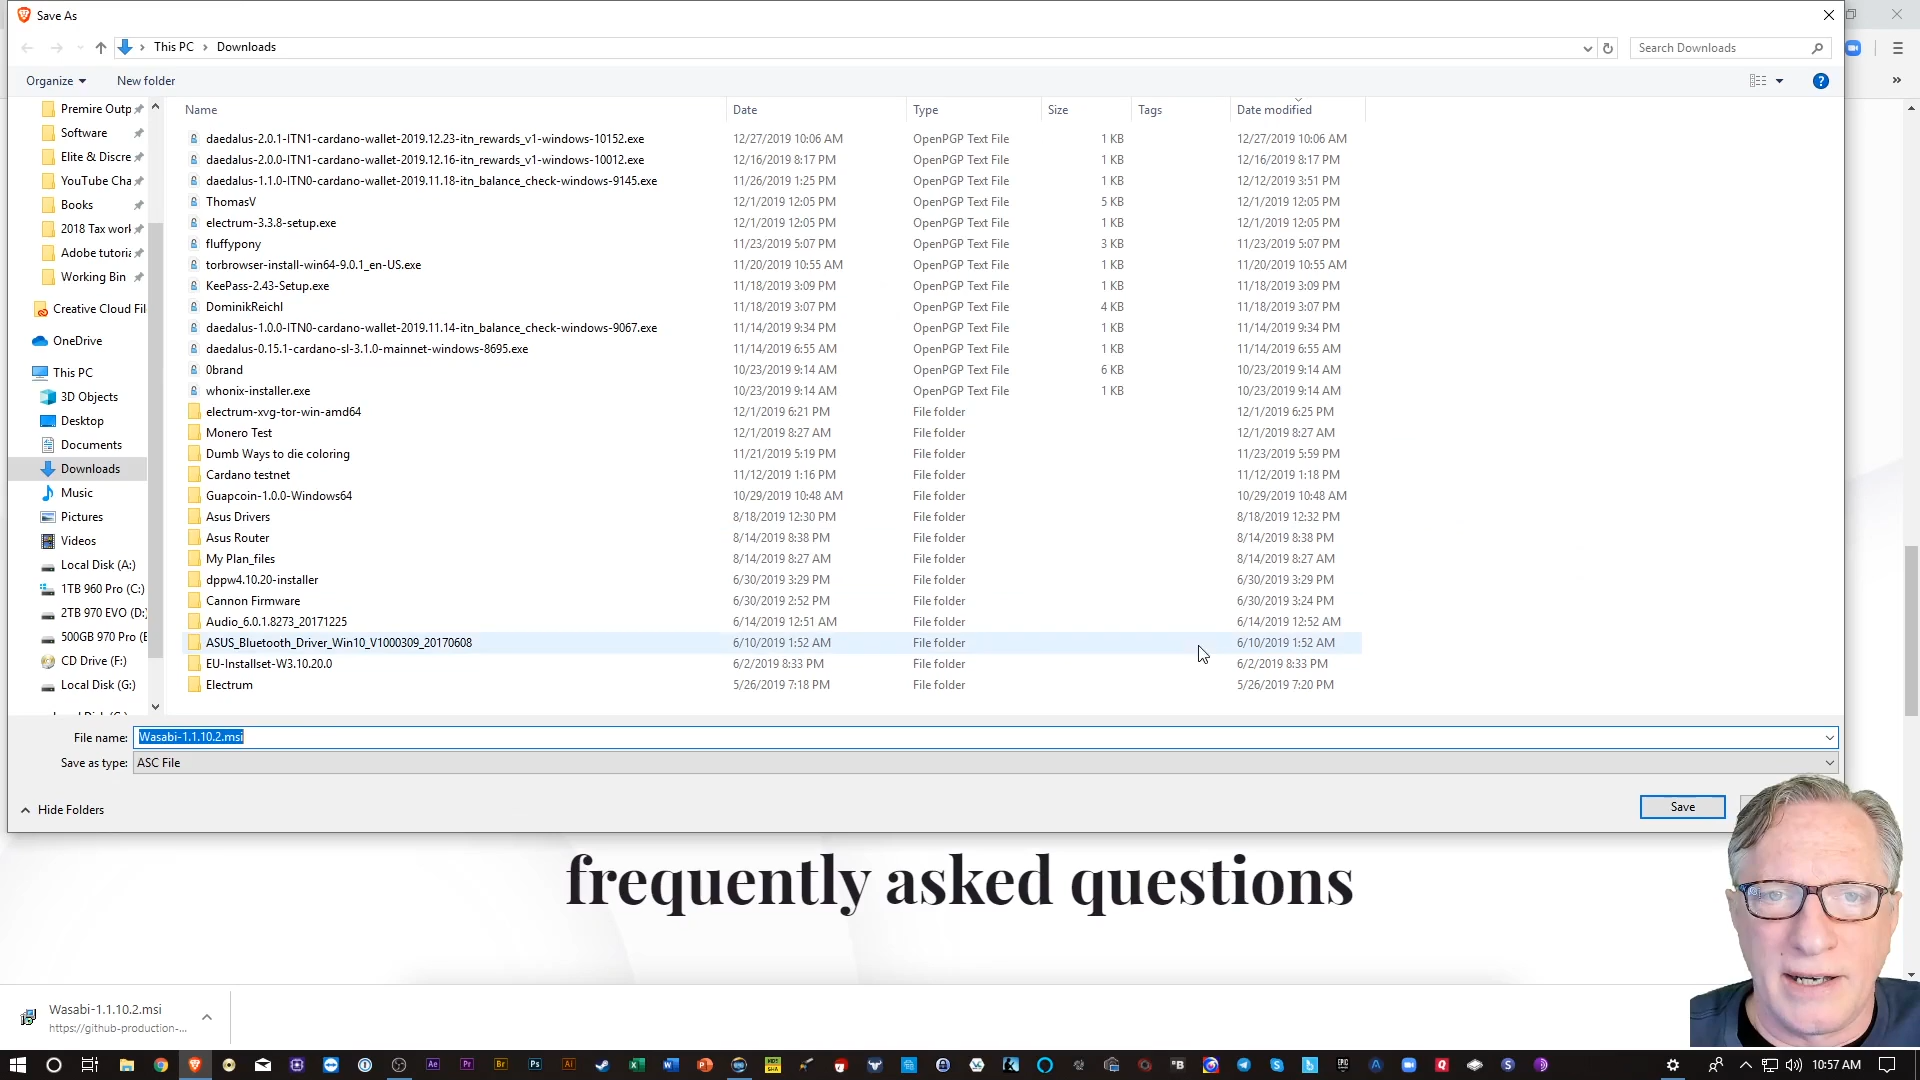 Save As
This PC
Downloads
Search Downloads
Organize
New folder
?
Premire Outp
Software
Elite & Discre
YouTube Cha
Books
2018 Tax work
Adobe tutoria
Working Bin
Creative Cloud Fil
OneDrive
This PC
3D Objects
Desktop
Documents
Downloads
Music
Pictures
Videos
Local Disk (A:)
1TB 960 Pro (C:)
2TB 970 EVO (D:)
500GB 970 Pro (E
CD Drive (F:)
Local Disk (G:)
Name Date Type Size Tags Date modified
daedalus-2.0.1-ITN1-cardano-wallet-2019.12.23-itn_rewards_v1-windows-10152.exe 12/27/2019 10:06 AM OpenPGP Text File 1 KB 12/27/2019 10:06 AM
daedalus-2.0.0-ITN1-cardano-wallet-2019.12.16-itn_rewards_v1-windows-10012.exe 12/16/2019 8:17 PM OpenPGP Text File 1 KB 12/16/2019 8:17 PM
daedalus-1.1.0-ITN0-cardano-wallet-2019.11.18-itn_balance_check-windows-9145.exe 11/26/2019 1:25 PM OpenPGP Text File 1 KB 12/12/2019 3:51 PM
ThomasV 12/1/2019 12:05 PM OpenPGP Text File 5 KB 12/1/2019 12:05 PM
electrum-3.3.8-setup.exe 12/1/2019 12:05 PM OpenPGP Text File 1 KB 12/1/2019 12:05 PM
fluffypony 11/23/2019 5:07 PM OpenPGP Text File 3 KB 11/23/2019 5:07 PM
torbrowser-install-win64-9.0.1_en-US.exe 11/20/2019 10:55 AM OpenPGP Text File 1 KB 11/20/2019 10:55 AM
KeePass-2.43-Setup.exe 11/18/2019 3:09 PM OpenPGP Text File 1 KB 11/18/2019 3:09 PM
DominikReichl 11/18/2019 3:07 PM OpenPGP Text File 4 KB 11/18/2019 3:07 PM
daedalus-1.0.0-ITN0-cardano-wallet-2019.11.14-itn_balance_check-windows-9067.exe 11/14/2019 9:34 PM OpenPGP Text File 1 KB 11/14/2019 9:34 PM
daedalus-0.15.1-cardano-sl-3.1.0-mainnet-windows-8695.exe 11/14/2019 6:55 AM OpenPGP Text File 1 KB 11/14/2019 6:55 AM
0brand 10/23/2019 9:14 AM OpenPGP Text File 6 KB 10/23/2019 9:14 AM
whonix-installer.exe 10/23/2019 9:14 AM OpenPGP Text File 1 KB 10/23/2019 9:14 AM
electrum-xvg-tor-win-amd64 12/1/2019 6:21 PM File folder 12/1/2019 6:25 PM
Monero Test 12/1/2019 8:27 AM File folder 12/1/2019 8:27 AM
Dumb Ways to die coloring 11/21/2019 5:19 PM File folder 11/23/2019 5:59 PM
Cardano testnet 11/12/2019 1:16 PM File folder 11/12/2019 1:18 PM
Guapcoin-1.0.0-Windows64 10/29/2019 10:48 AM File folder 10/29/2019 10:48 AM
Asus Drivers 8/18/2019 12:30 PM File folder 8/18/2019 12:32 PM
Asus Router 8/14/2019 8:38 PM File folder 8/14/2019 8:38 PM
My Plan_files 8/14/2019 8:27 AM File folder 8/14/2019 8:27 AM
dppw4.10.20-installer 6/30/2019 3:29 PM File folder 6/30/2019 3:29 PM
Cannon Firmware 6/30/2019 2:52 PM File folder 6/30/2019 3:24 PM
Audio_6.0.1.8273_20171225 6/14/2019 12:51 AM File folder 6/14/2019 12:52 AM
ASUS_Bluetooth_Driver_Win10_V1000309_20170608 6/10/2019 1:52 AM File folder 6/10/2019 1:52 AM
EU-Installset-W3.10.20.0 6/2/2019 8:33 PM File folder 6/2/2019 8:33 PM
Electrum 5/26/2019 7:18 PM File folder 5/26/2019 7:20 PM
File name: Wasabi-1.1.10.2.msi
Save as type: ASC File
Hide Folders
Save
frequently asked questions
Wasabi-1.1.10.2.msi
https://github-production-...
Ae Pr Br Ps Ai
10:57 AM